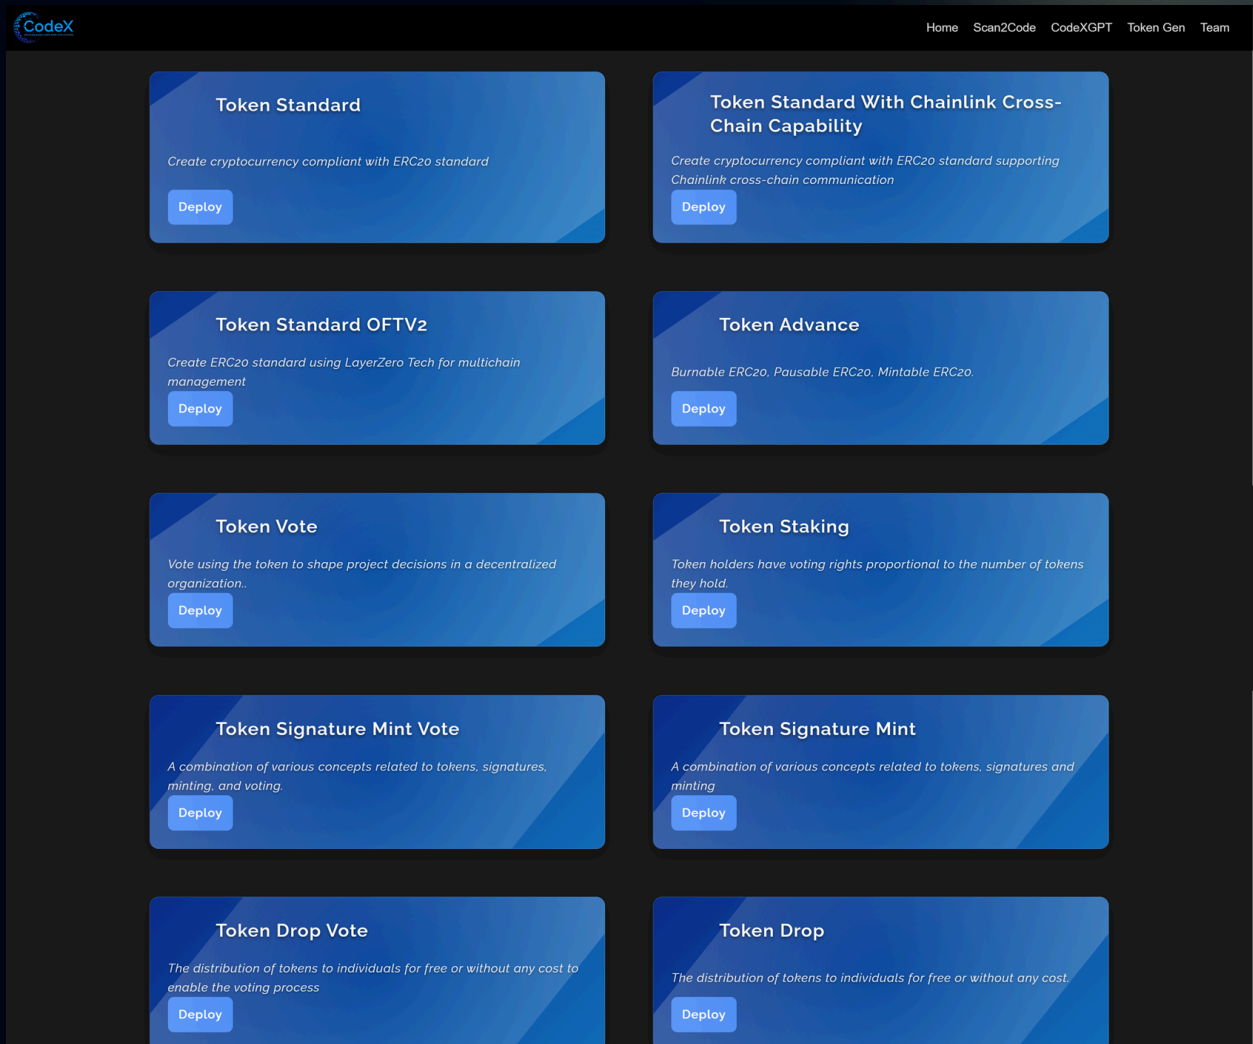 CodeX
Home Scan2Code CodeXGPT Token Gen Team
Token Standard
Create cryptocurrency compliant with ERC20 standard
Deploy
Token Standard With Chainlink Cross-
Chain Capability
Create cryptocurrency compliant with ERC20 standard supporting
Chainlink cross-chain communication
Deploy
Token Standard OFTV2
Create ERC20 standard using LayerZero Tech for multichain
management
Deploy
Token Advance
Burnable ERC20, Pausable ERC20, Mintable ERC20.
Deploy
Token Vote
Vote using the token to shape project decisions in a decentralized
organization..
Deploy
Token Staking
Token holders have voting rights proportional to the number of tokens
they hold.
Deploy
Token Signature Mint Vote
A combination of various concepts related to tokens, signatures,
minting, and voting.
Deploy
Token Signature Mint
A combination of various concepts related to tokens, signatures and
minting
Deploy
Token Drop Vote
The distribution of tokens to individuals for free or without any cost to
enable the voting process
Deploy
Token Drop
The distribution of tokens to individuals for free or without any cost.
Deploy